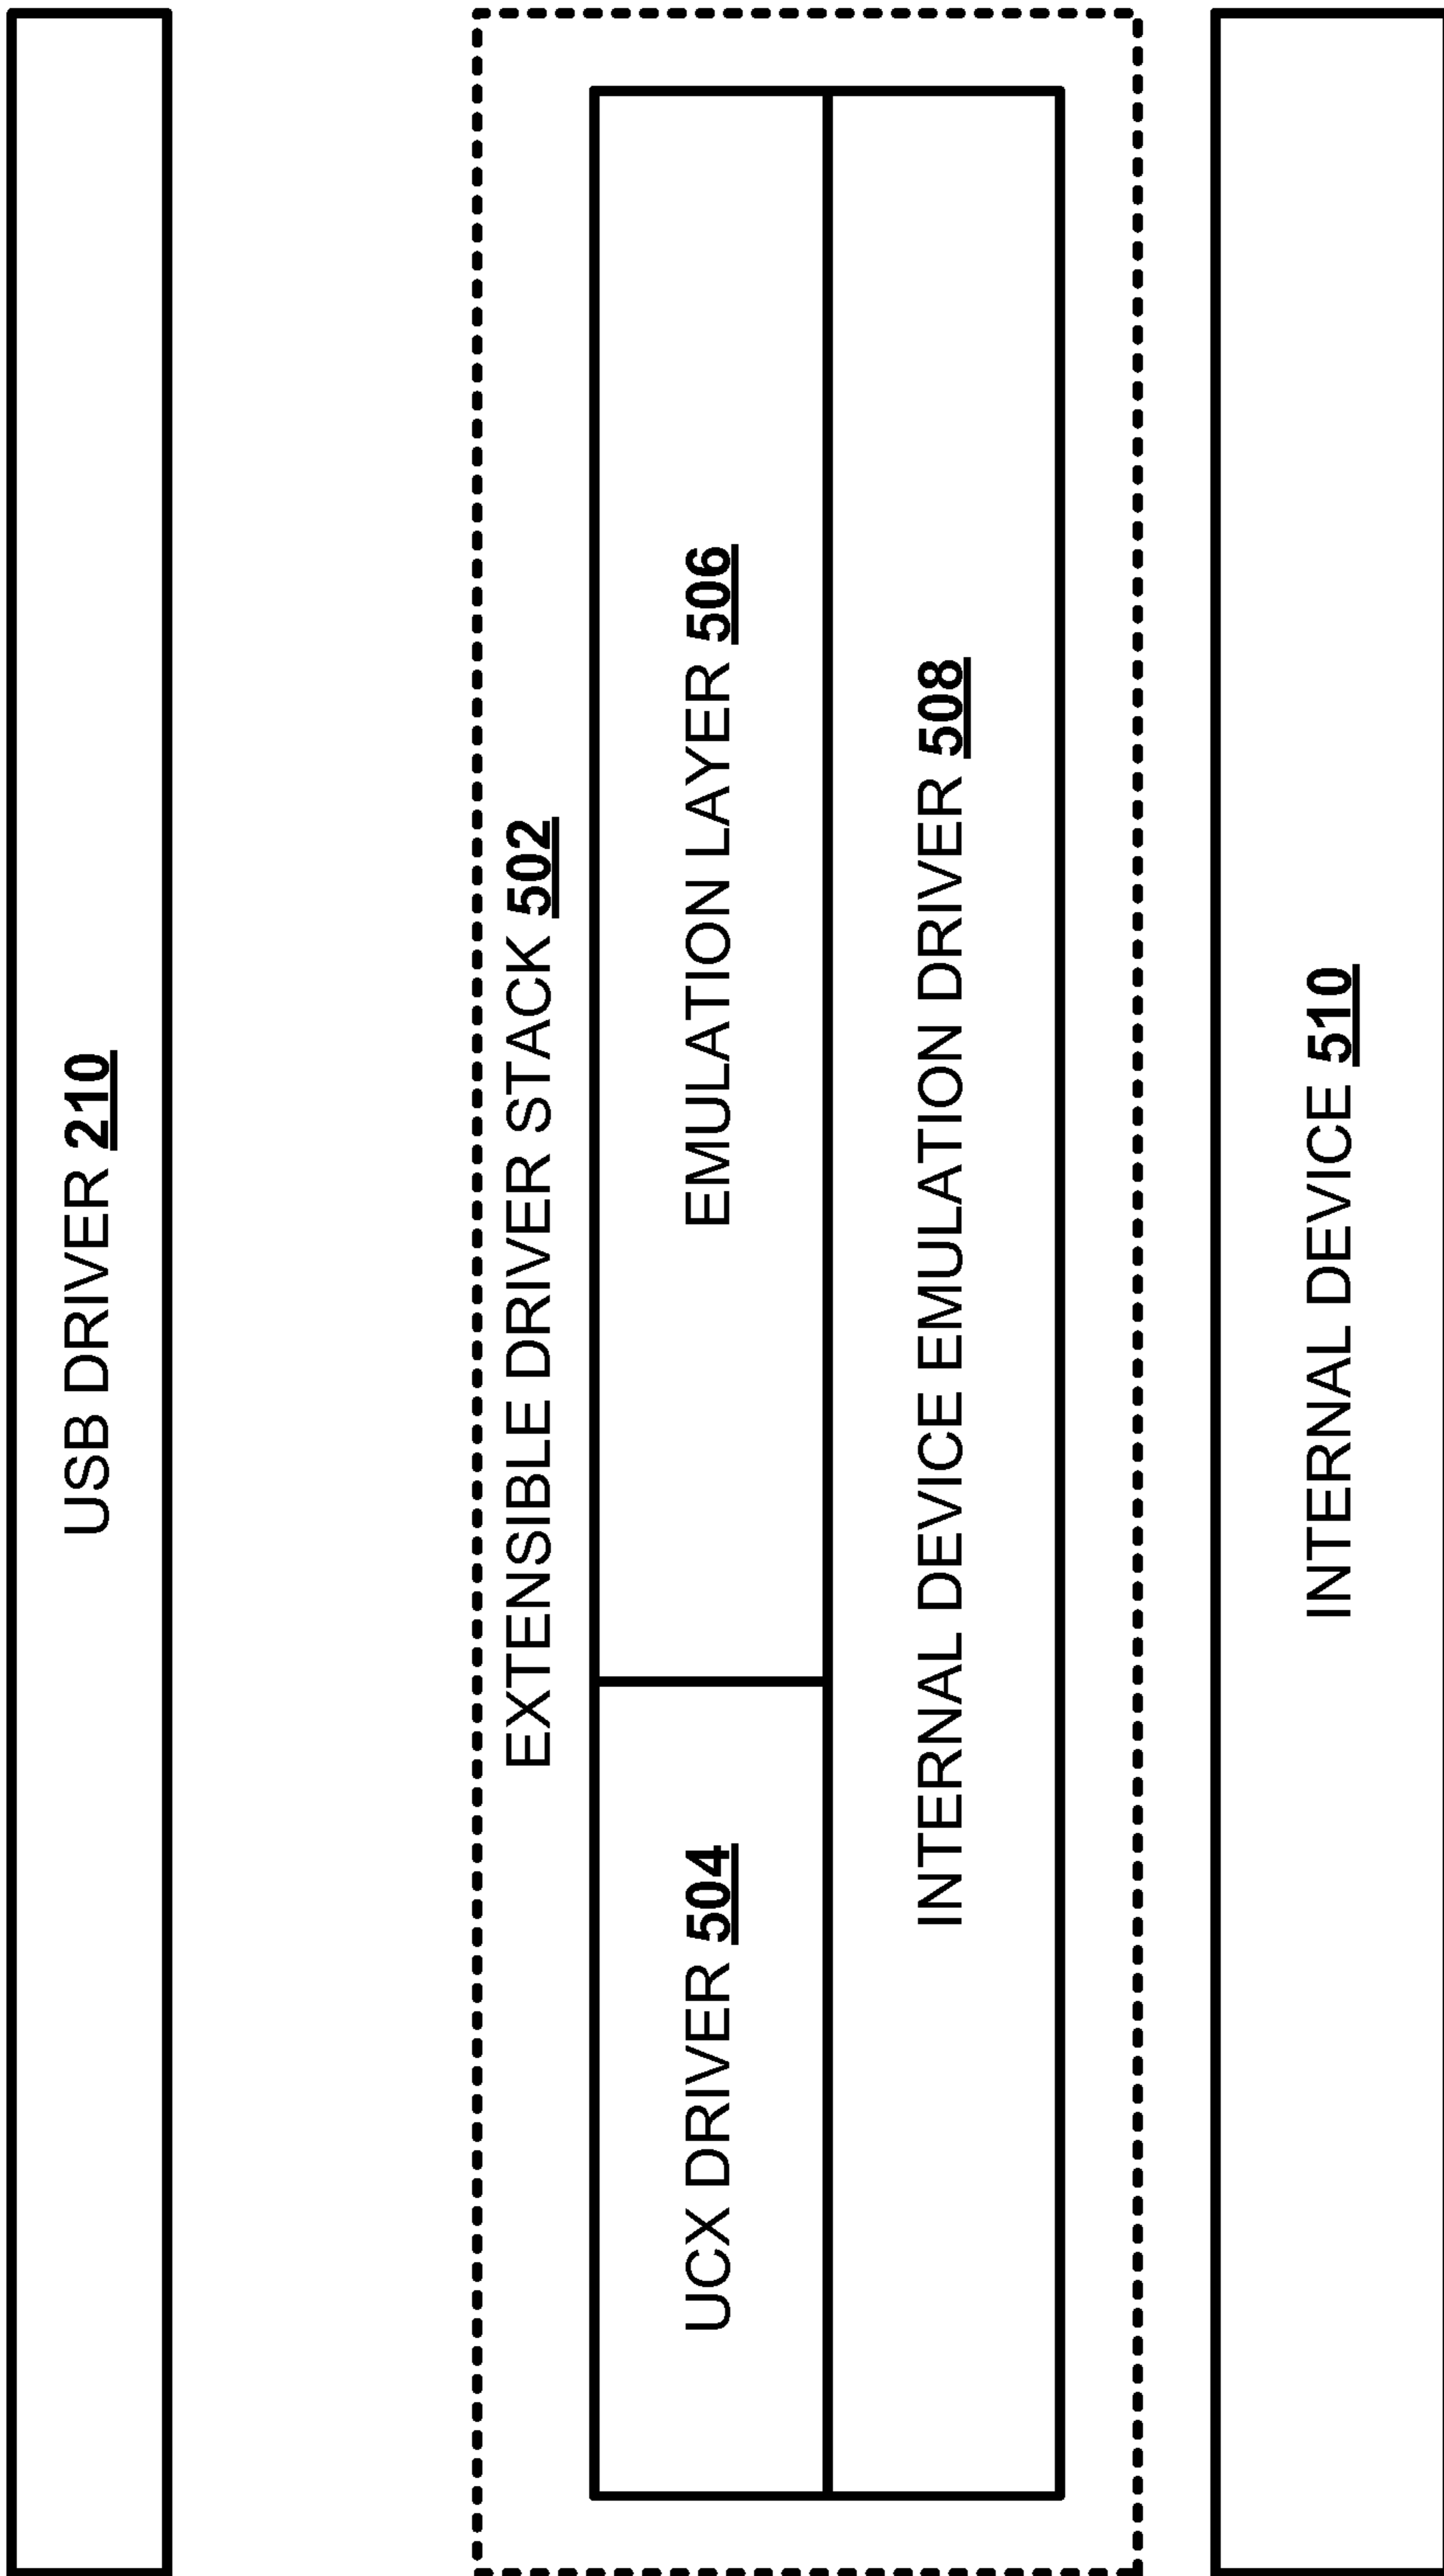 USB DRIVER 210
EXTENSIBLE DRIVER STACK 502
UCX DRIVER 504
EMULATION LAYER 506
INTERNAL DEVICE EMULATION DRIVER 508
INTERNAL DEVICE 510